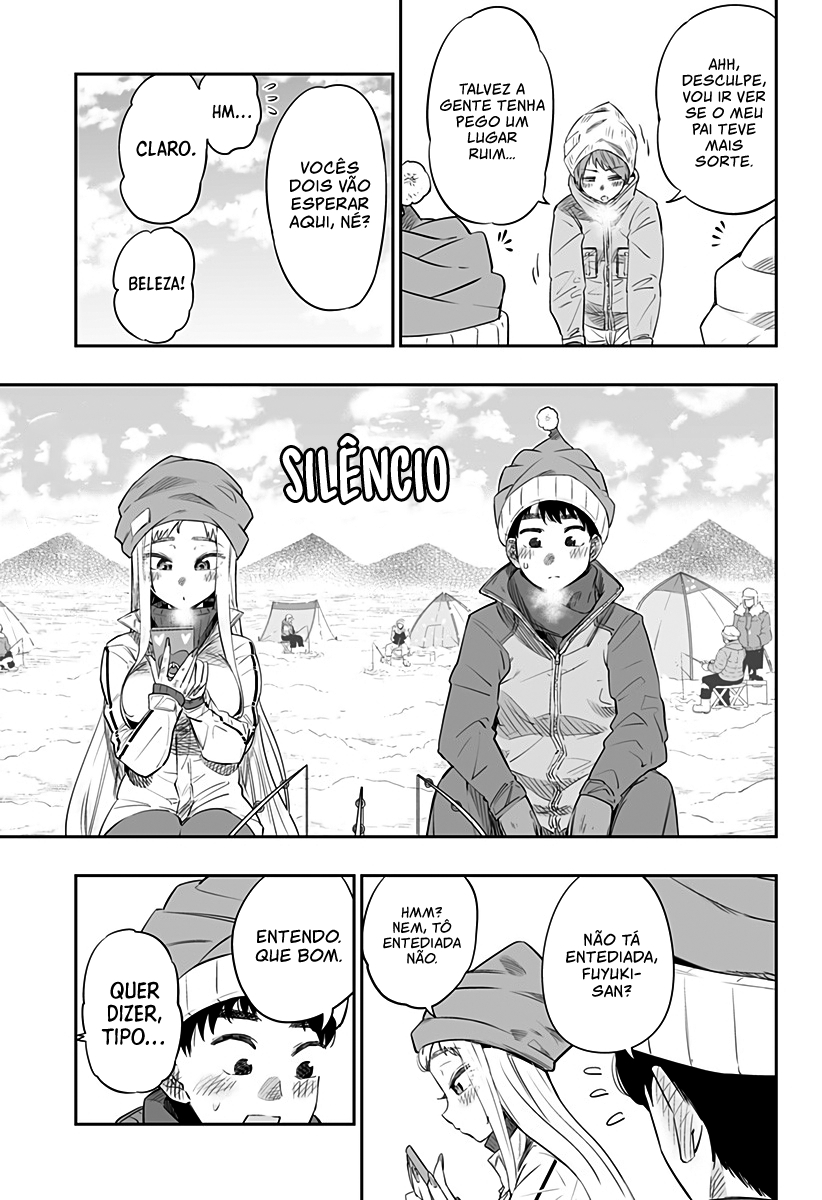 AHH,
DESCULPE,
VOU IR VER
SE O MEU
PAI TEVE
MAIS
SORTE.
TALVEZ A
GENTE TENHA
PEGO UM
LUGAR
RUIM...
VOCÊS
DOIS VÃO
ESPERAR
AQUI, NÉ?
HM...
CLARO.
BELEZA!
SILÊNCIO
NÃO TÁ
ENTEDIADA,
FUYUKI-
SAN?
HMM?
NEM, TÔ
ENTEDIADA
NÃO.
ENTENDO.
QUE BOM.
QUER
DIZER,
TIPO...